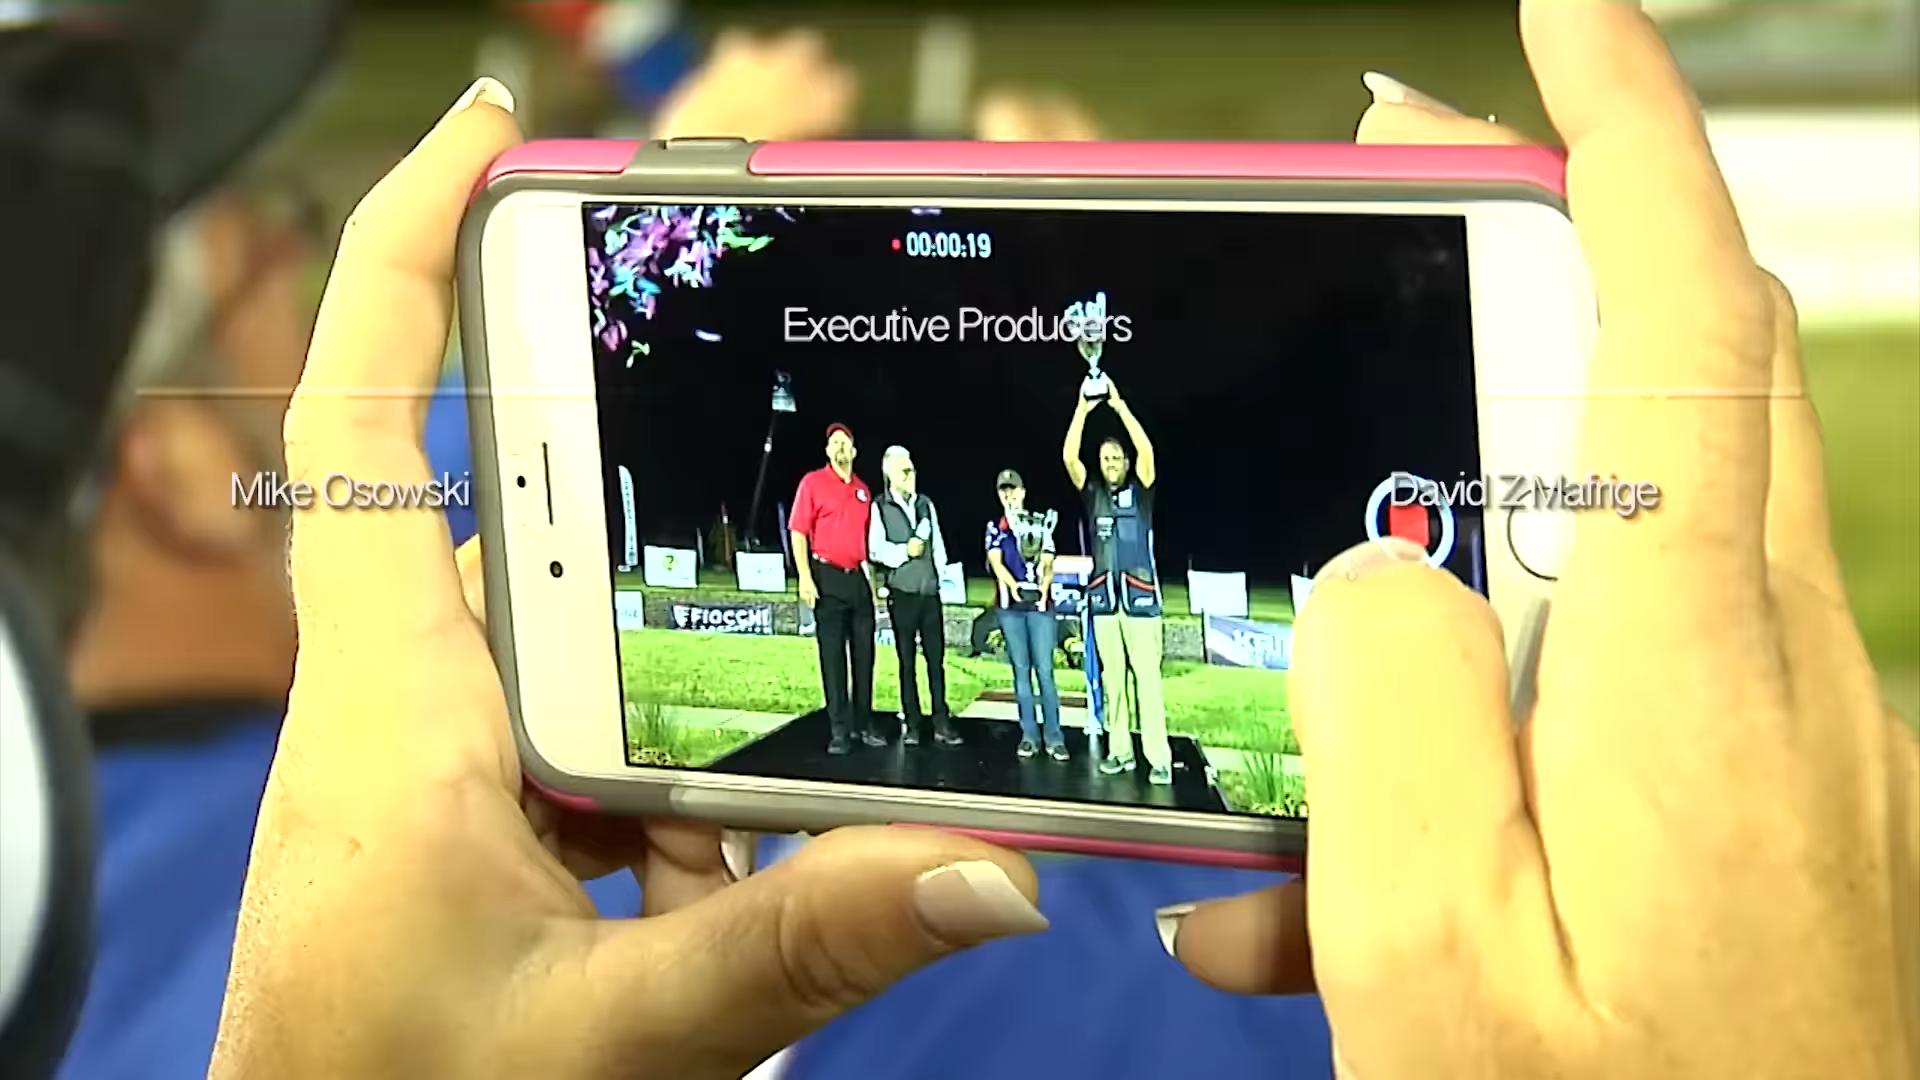 00:00:19
Executive Producers
Mike Osowski
David Z Mafrige
FIOCCHI